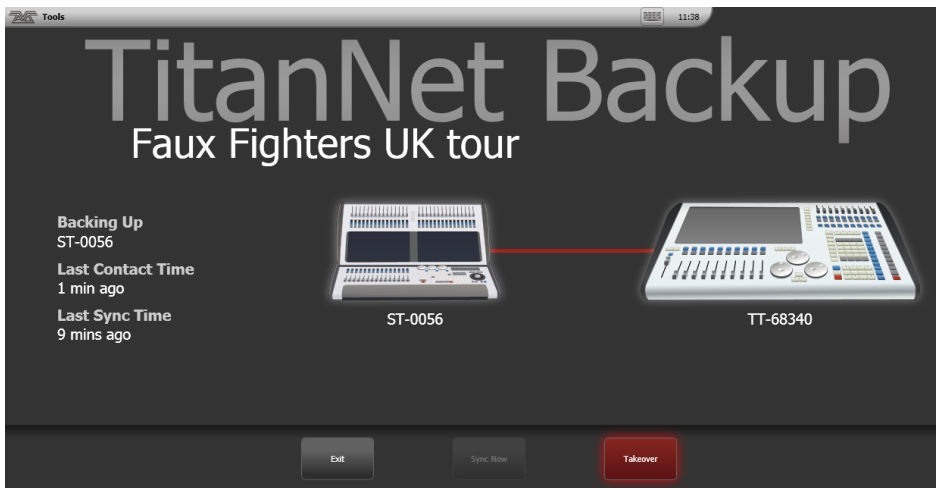 Tools
11:38
TitanNet Backup
Faux Fighters UK tour
Backing Up
ST-0056
Last Contact Time
1 min ago
Last Sync Time
9 mins ago
ST-0056
TT-68340
Exit
Sync Now
Takeover